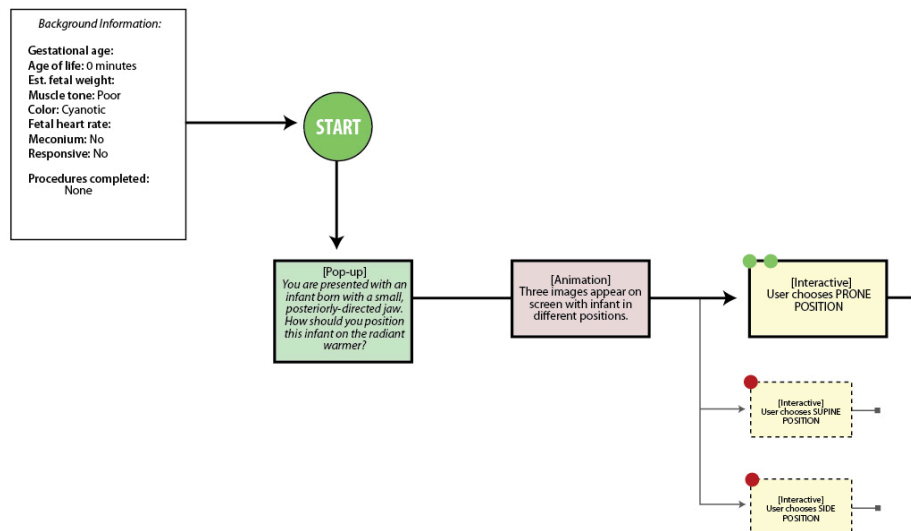 Background Information:
Gestational age:
Age of life: 0 minutes
Est. fetal weight:
Muscle tone: Poor
Color: Cyanotic
Fetal heart rate:
Meconium: No
Responsive: No
Procedures completed:
None
START
[Pop-up]
You are presented with an
infant born with a small,
posteriorly-directed jaw.
How should you position
this infant on the radiant
warmer?
[Animation]
Three images appear on
screen with infant in
different positions.
[Interactive]
User chooses PRONE
POSITION
[Interactive]
User chooses SUPINE
POSITION
[Interactive]
User chooses SIDE
POSITION